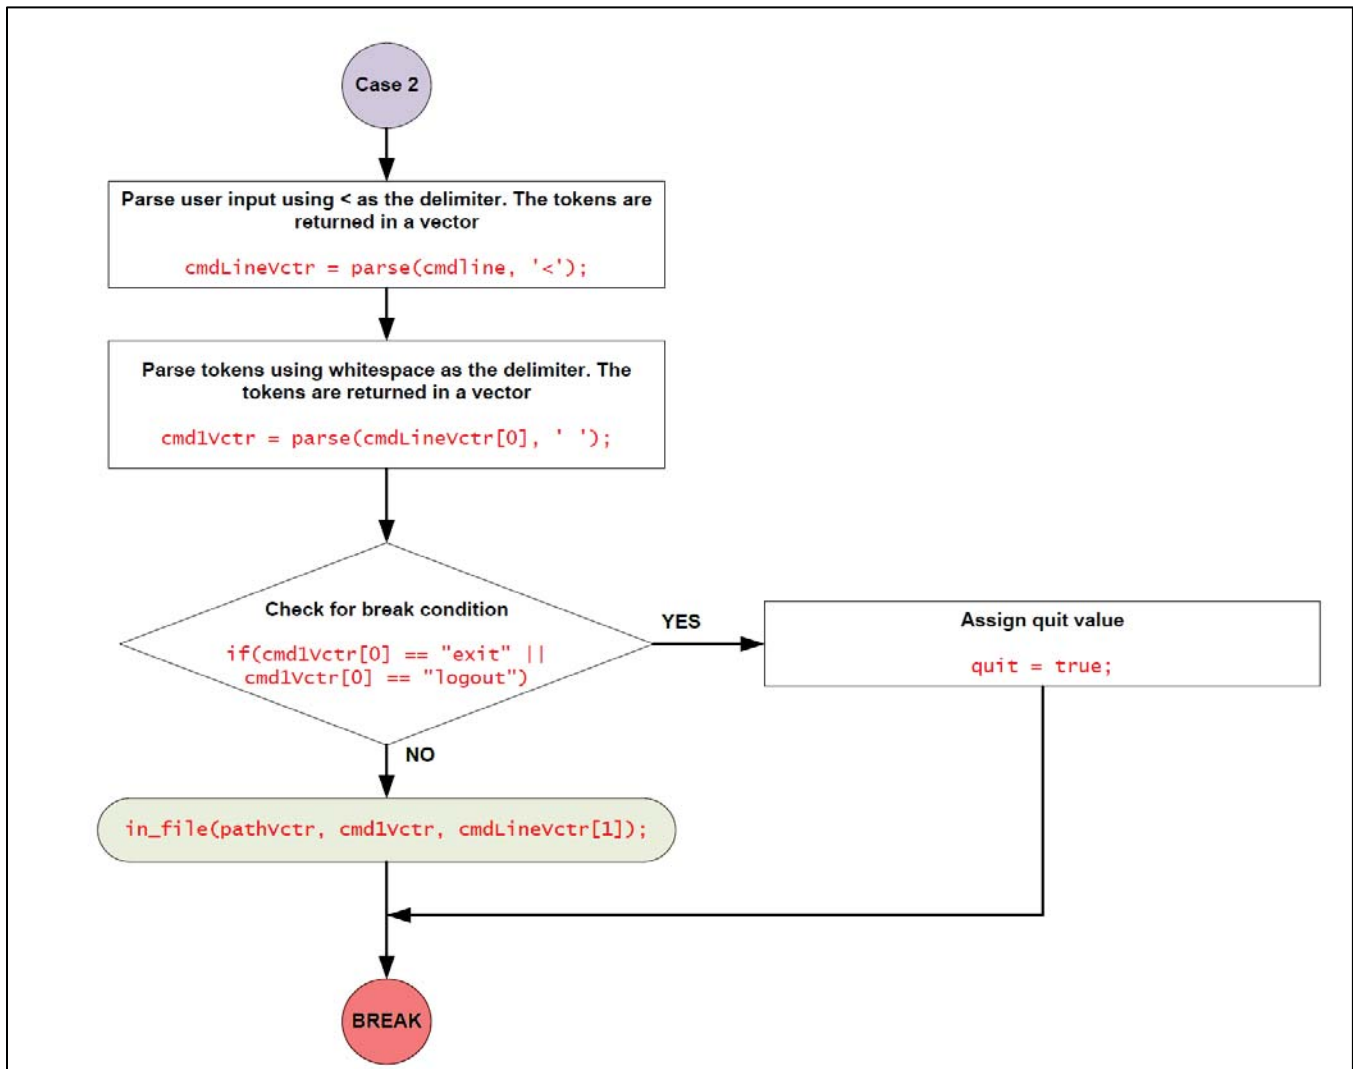 Case 2
Parse user input using < as the delimiter. The tokens are
returned in a vector
cmdLineVctr = parse(cmdline, '<');
Parse tokens using whitespace as the delimiter. The
tokens are returned in a vector
cmd1Vctr = parse(cmdLineVctr[0], ' ');
Check for break condition
if(cmd1Vctr[0] == "exit" ||
cmd1Vctr[0] == "logout")
YES
Assign quit value
quit = true;
NO
in_file(pathVctr, cmd1Vctr, cmdLineVctr[1]);
BREAK